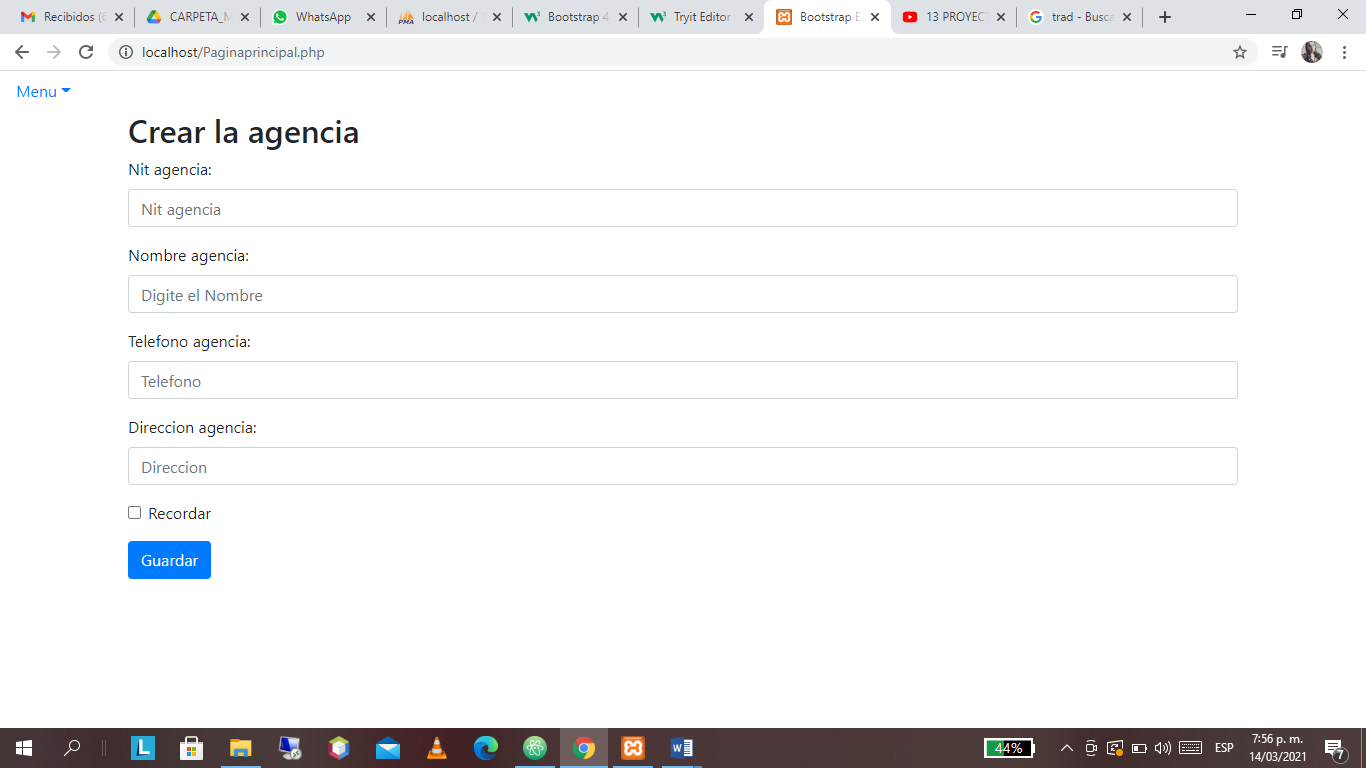 Recibidos (6
CARPETA_M
WhatsApp
localhost /
Bootstrap 4
Tryit Editor
Bootstrap E
13 PROYECT
trad - Busca
localhost/Paginaprincipal.php
Menu
Crear la agencia
Nit agencia:
Nit agencia
Nombre agencia:
Digite el Nombre
Telefono agencia:
Telefono
Direccion agencia:
Direccion
Recordar
Guardar
44%
ESP
7:56 p. m.
14/03/2021
7